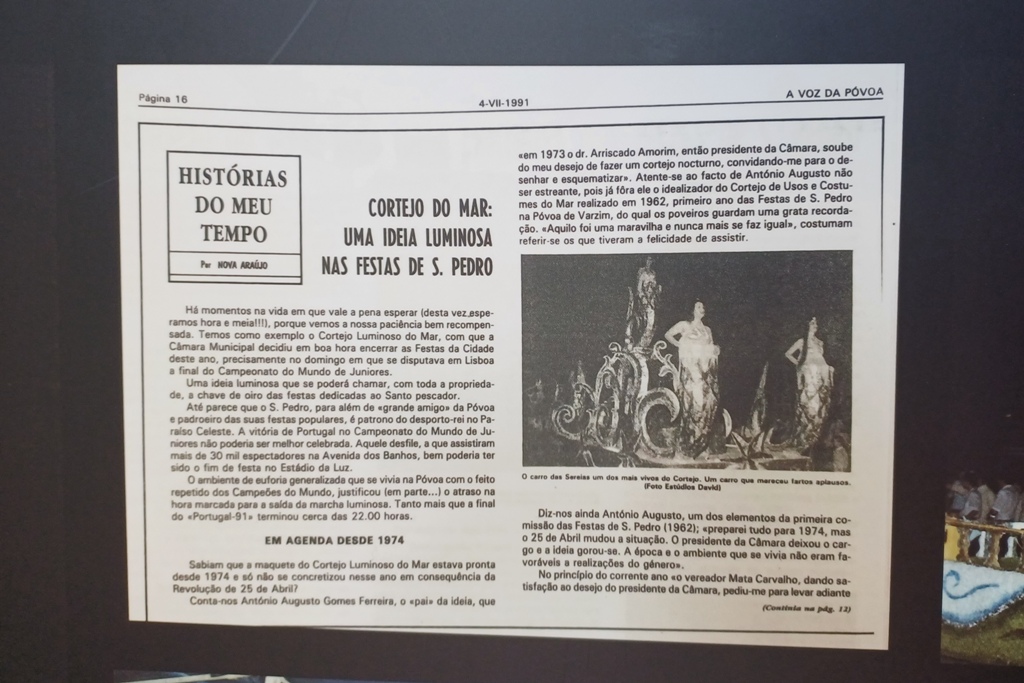 Página 16
4-VII-1991
A VOZ DA PÓVOA
HISTÓRIAS
DO MEU
TEMPO
Por NOVA ARAÚJO
CORTEJO DO MAR:
UMA IDEIA LUMINOSA
NAS FESTAS DE S. PEDRO
Há momentos na vida em que vale a pena esperar (desta vez espe-
ramos hora e meia!!!), porque vemos a nossa paciência bem recompen-
sada. Temos como exemplo o Cortejo Luminoso do Mar, com que a
Câmara Municipal decidiu em boa hora encerrar as Festas da Cidade
deste ano, precisamente no domingo em que se disputava em Lisboa
a final do Campeonato do Mundo de Juniores.
Uma ideia luminosa que se poderá chamar, com toda a proprieda-
de, a chave de oiro das festas dedicadas ao Santo pescador.
Até parece que o S. Pedro, para além de «grande amigo» da Póvoa
e padroeiro das suas festas populares, é patrono do desporto-rei no Pa-
raíso Celeste. A vitória de Portugal no Campeonato do Mundo de Ju-
niores não poderia ser melhor celebrada. Aquele desfile, a que assistiram
mais de 30 mil espectadores na Avenida dos Banhos, bem poderia ter
sido o fim de festa no Estádio da Luz.
O ambiente de euforia generalizada que se vivia na Póvoa com o feito
repetido dos Campeões do Mundo, justificou (em parte...) o atraso na
hora marcada para a saída da marcha luminosa. Tanto mais que a final
do «Portugal-91» terminou cerca das 22.00 horas.
EM AGENDA DESDE 1974
Sabiam que a maquete do Cortejo Luminoso do Mar estava pronta
desde 1974 e só não se concretizou nesse ano em consequência da
Revolução de 25 de Abril?
Conta-nos António Augusto Gomes Ferreira, o «pai» da ideia, que
«em 1973 o dr. Arriscado Amorim, então presidente da Câmara, soube
do meu desejo de fazer um cortejo nocturno, convidando-me para o de-
senhar e esquematizar». Atente-se ao facto de António Augusto não
ser estreante, pois já fôra ele o idealizador do Cortejo de Usos e Costu-
mes do Mar realizado em 1962, primeiro ano das Festas de S. Pedro
na Póvoa de Varzim, do qual os poveiros guardam uma grata recorda-
ção. «Aquilo foi uma maravilha e nunca mais se faz igual», costumam
referir-se os que tiveram a felicidade de assistir.
O carro das Sereias um dos mais vivos do Cortejo. Um carro que mereceu fartos aplausos.
(Foto Estúdios David)
Diz-nos ainda António Augusto, um dos elementos da primeira co-
missão das Festas de S. Pedro (1962); «preparei tudo para 1974, mas
o 25 de Abril mudou a situação. O presidente da Câmara deixou o car-
go e a ideia gorou-se. A época e o ambiente que se vivia não eram fa-
voráveis a realizações do género».
No princípio do corrente ano «o vereador Mata Carvalho, dando sa-
tisfação ao desejo do presidente da Câmara, pediu-me para levar adiante
(Continia na pág. 12)